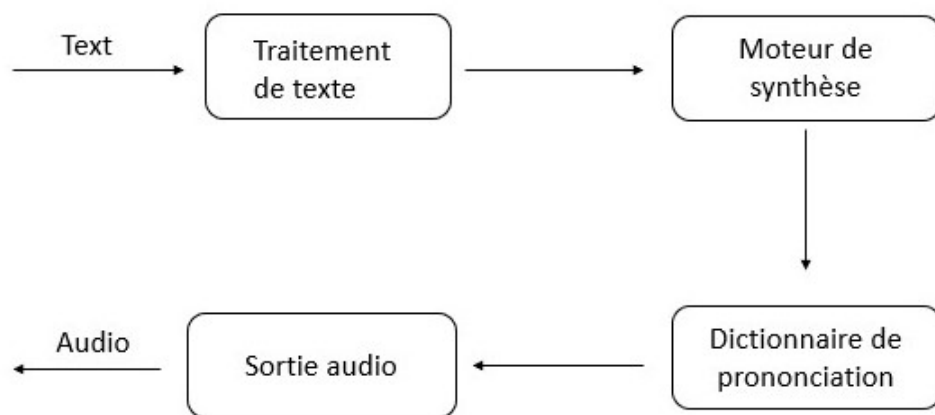 Text
Traitement
de texte
Moteur de
synthèse
Dictionnaire de
prononciation
Sortie audio
Audio